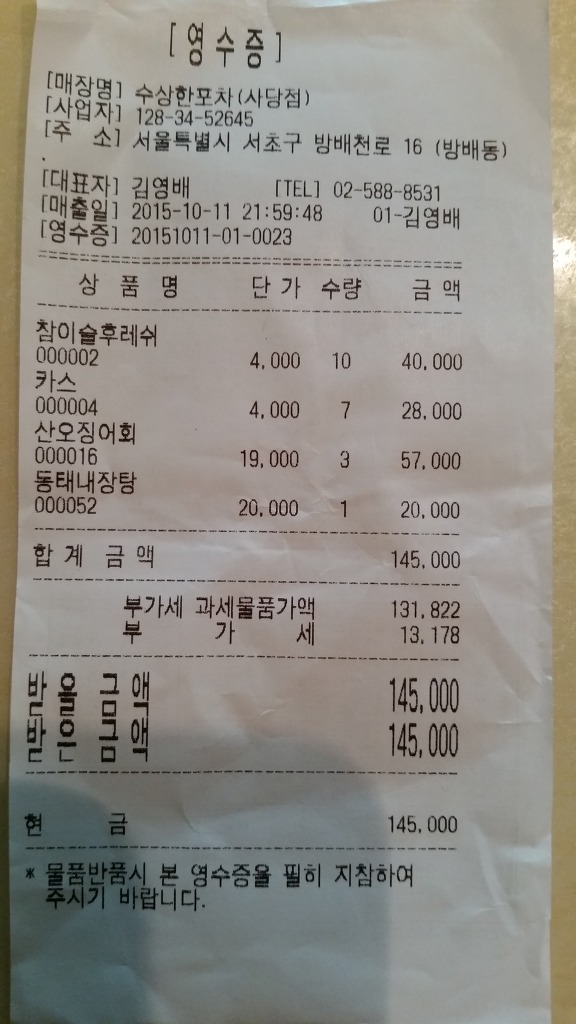 [영수증]
[매장명] 수상한포차(사당점)
[사업자] 128-34-52645
[주 소] 서울특별시 서초구 방배천로 16 (방배동)
.
[대표자] 김영배 [TEL] 02-588-8531
[매출일] 2015-10-11 21:59:48 01-김영배
[영수증] 20151011-01-0023
상 품 명 단 가 수량 금 액
참이슬후레쉬
000002 4,000 10 40,000
카스
000004 4,000 7 28,000
산오징어회
000016 19,000 3 57,000
동태내장탕
000052 20,000 1 20,000
합 계 금 액 145,000
부가세 과세물품가액 131,822
부 가 세 13,178
받 을 금 액 145,000
받 은 금 액 145,000
현 금 145,000
* 물품반품시 본 영수증을 필히 지참하여
주시기 바랍니다.